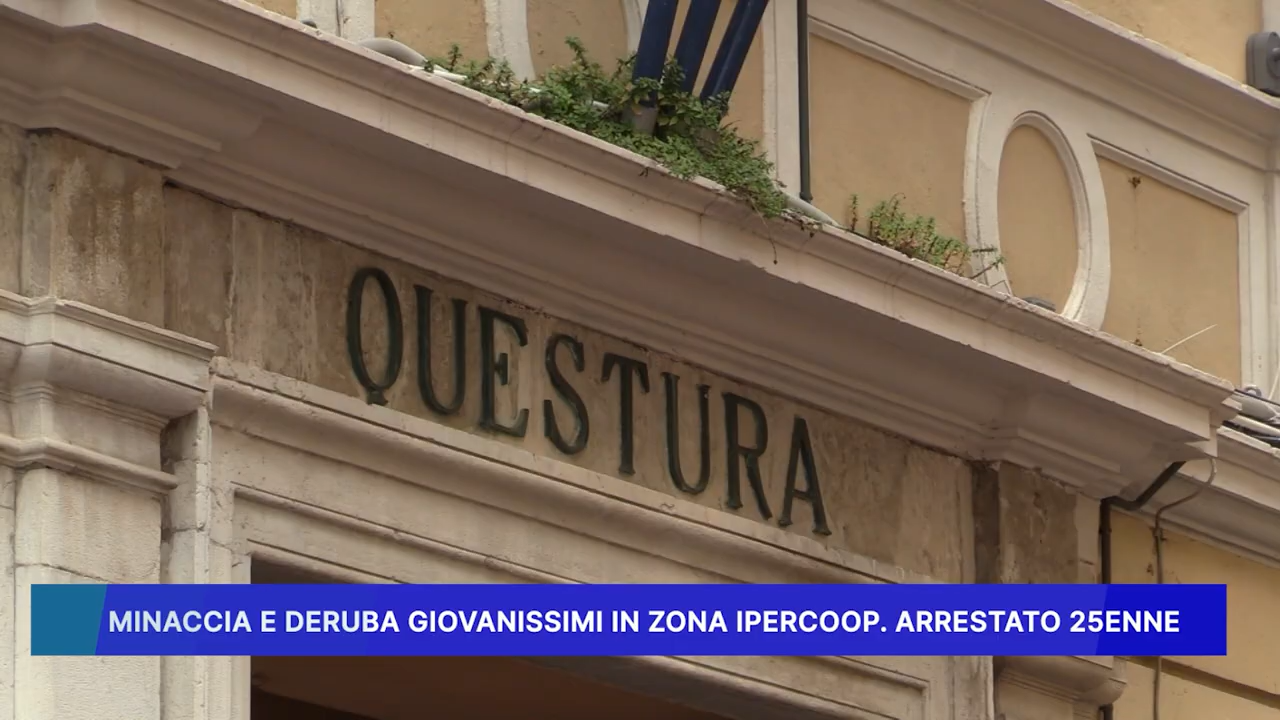 QUESTURA
MINACCIA E DERUBA GIOVANISSIMI IN ZONA IPERCOOP. ARRESTATO 25ENNE